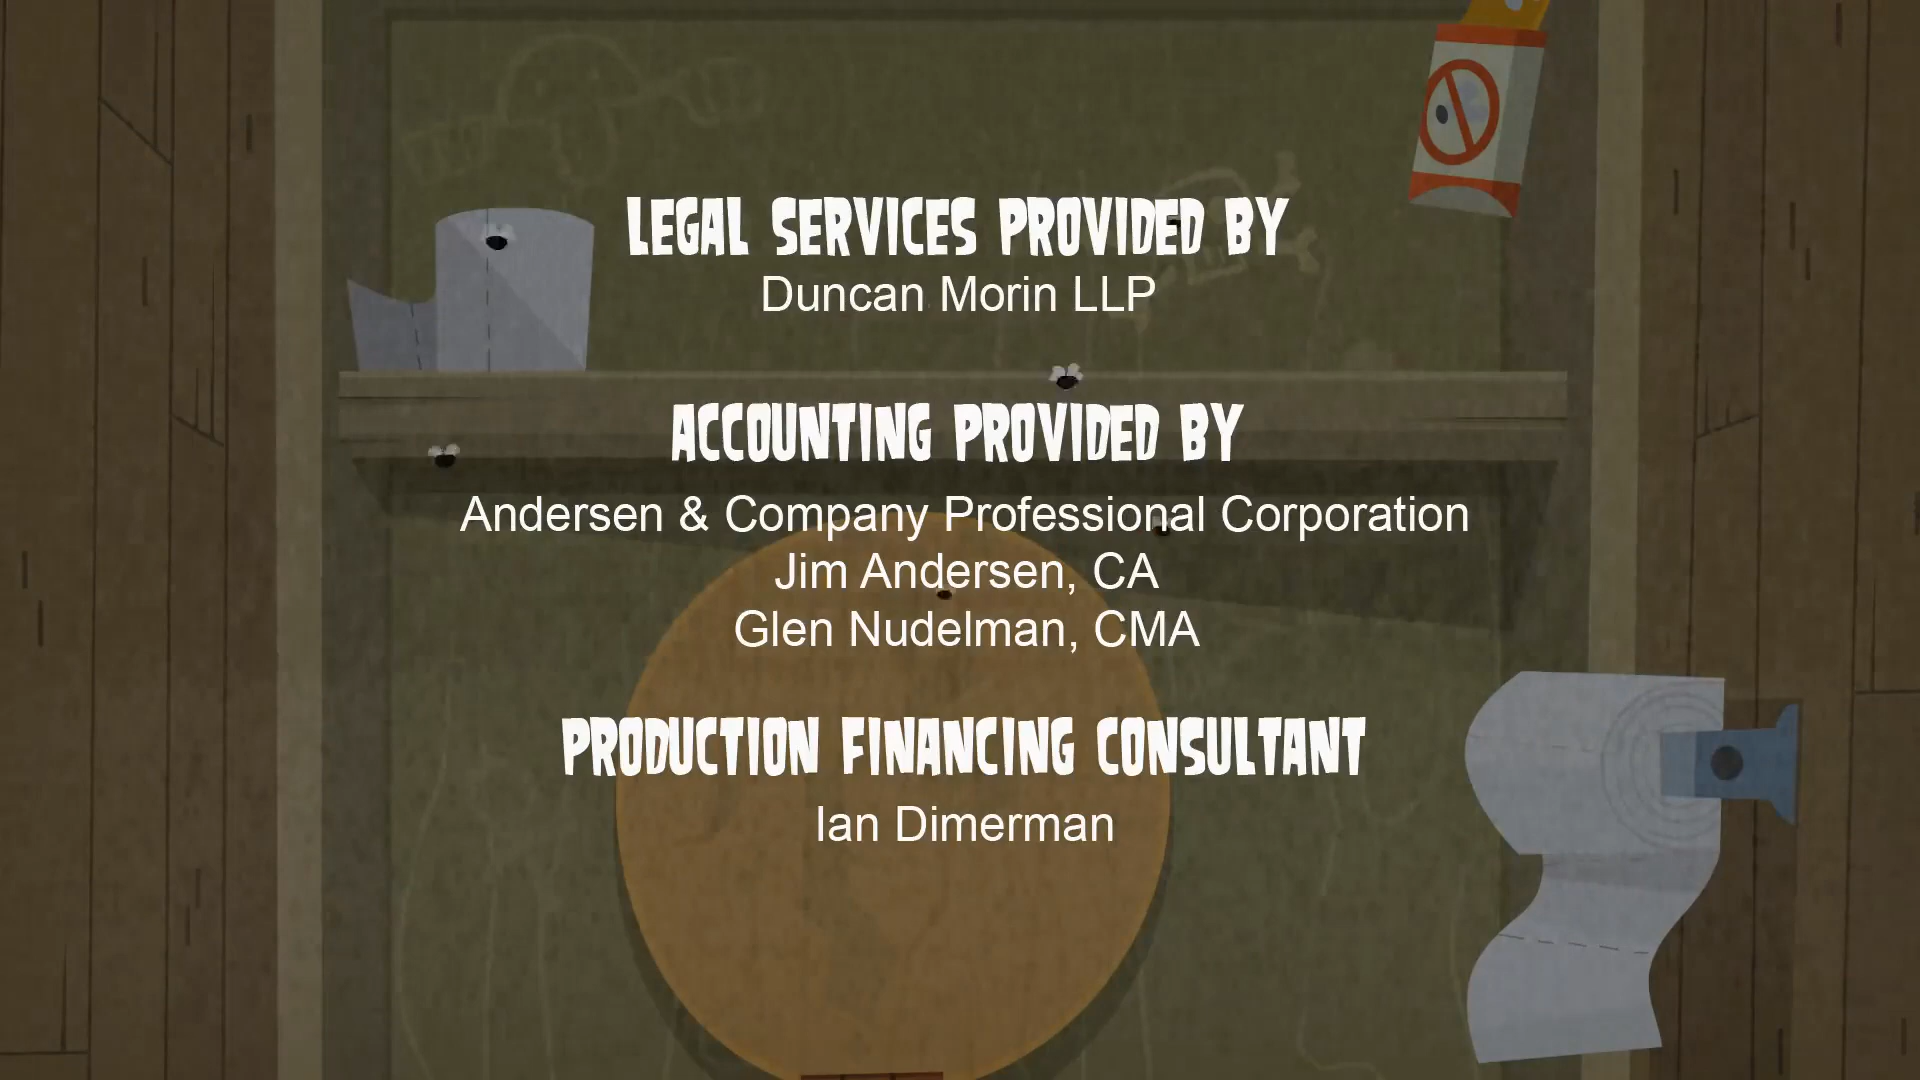 LEGAL SERVICES PROVIDED BY
Duncan Morin LLP
ACCOUNTING PROVIDED BY
Andersen & Company Professional Corporation
Jim Andersen, CA
Glen Nudelman, CMA
PRODUCTION FINANCING CONSULTANT
Ian Dimerman